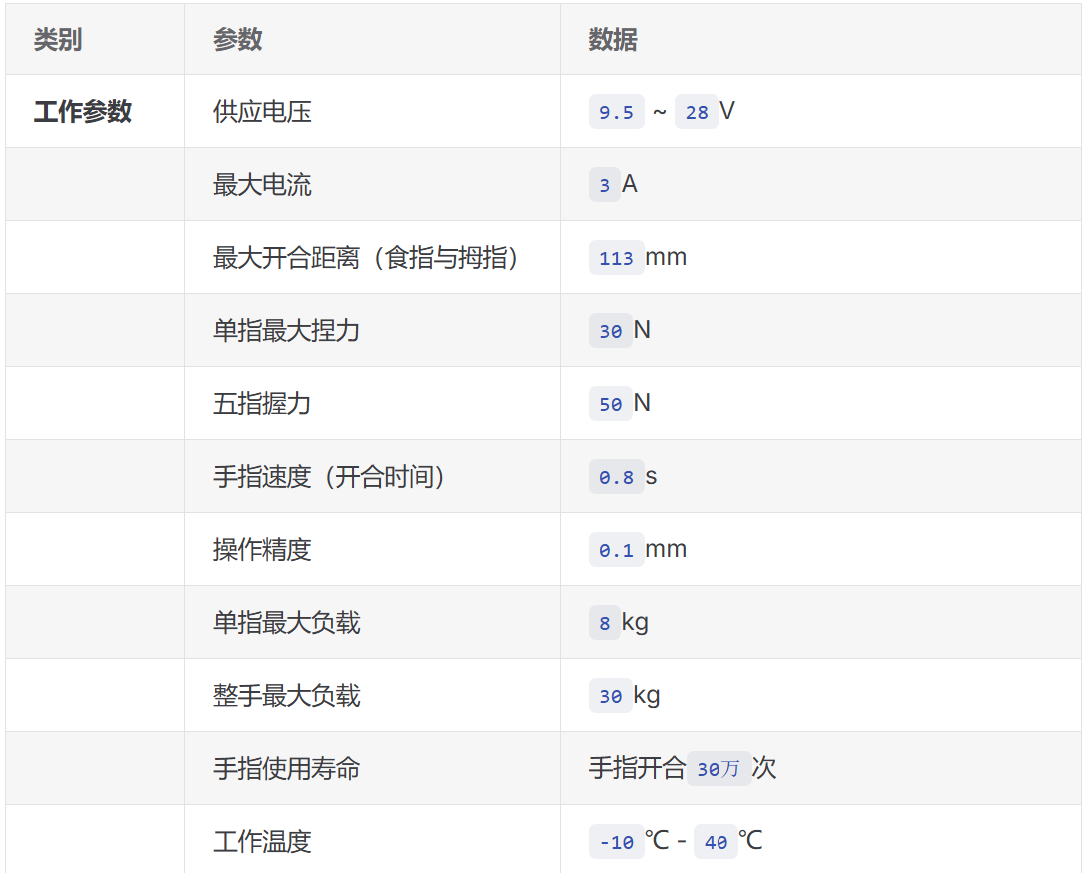 类别 参数 数据
工作参数 供应电压 9.5 ~ 28 V
最大电流 3 A
最大开合距离（食指与拇指） 113 mm
单指最大捏力 30 N
五指握力 50 N
手指速度（开合时间） 0.8 s
操作精度 0.1 mm
单指最大负载 8 kg
整手最大负载 30 kg
手指使用寿命 手指开合 30万 次
工作温度 -10 ℃ - 40 ℃